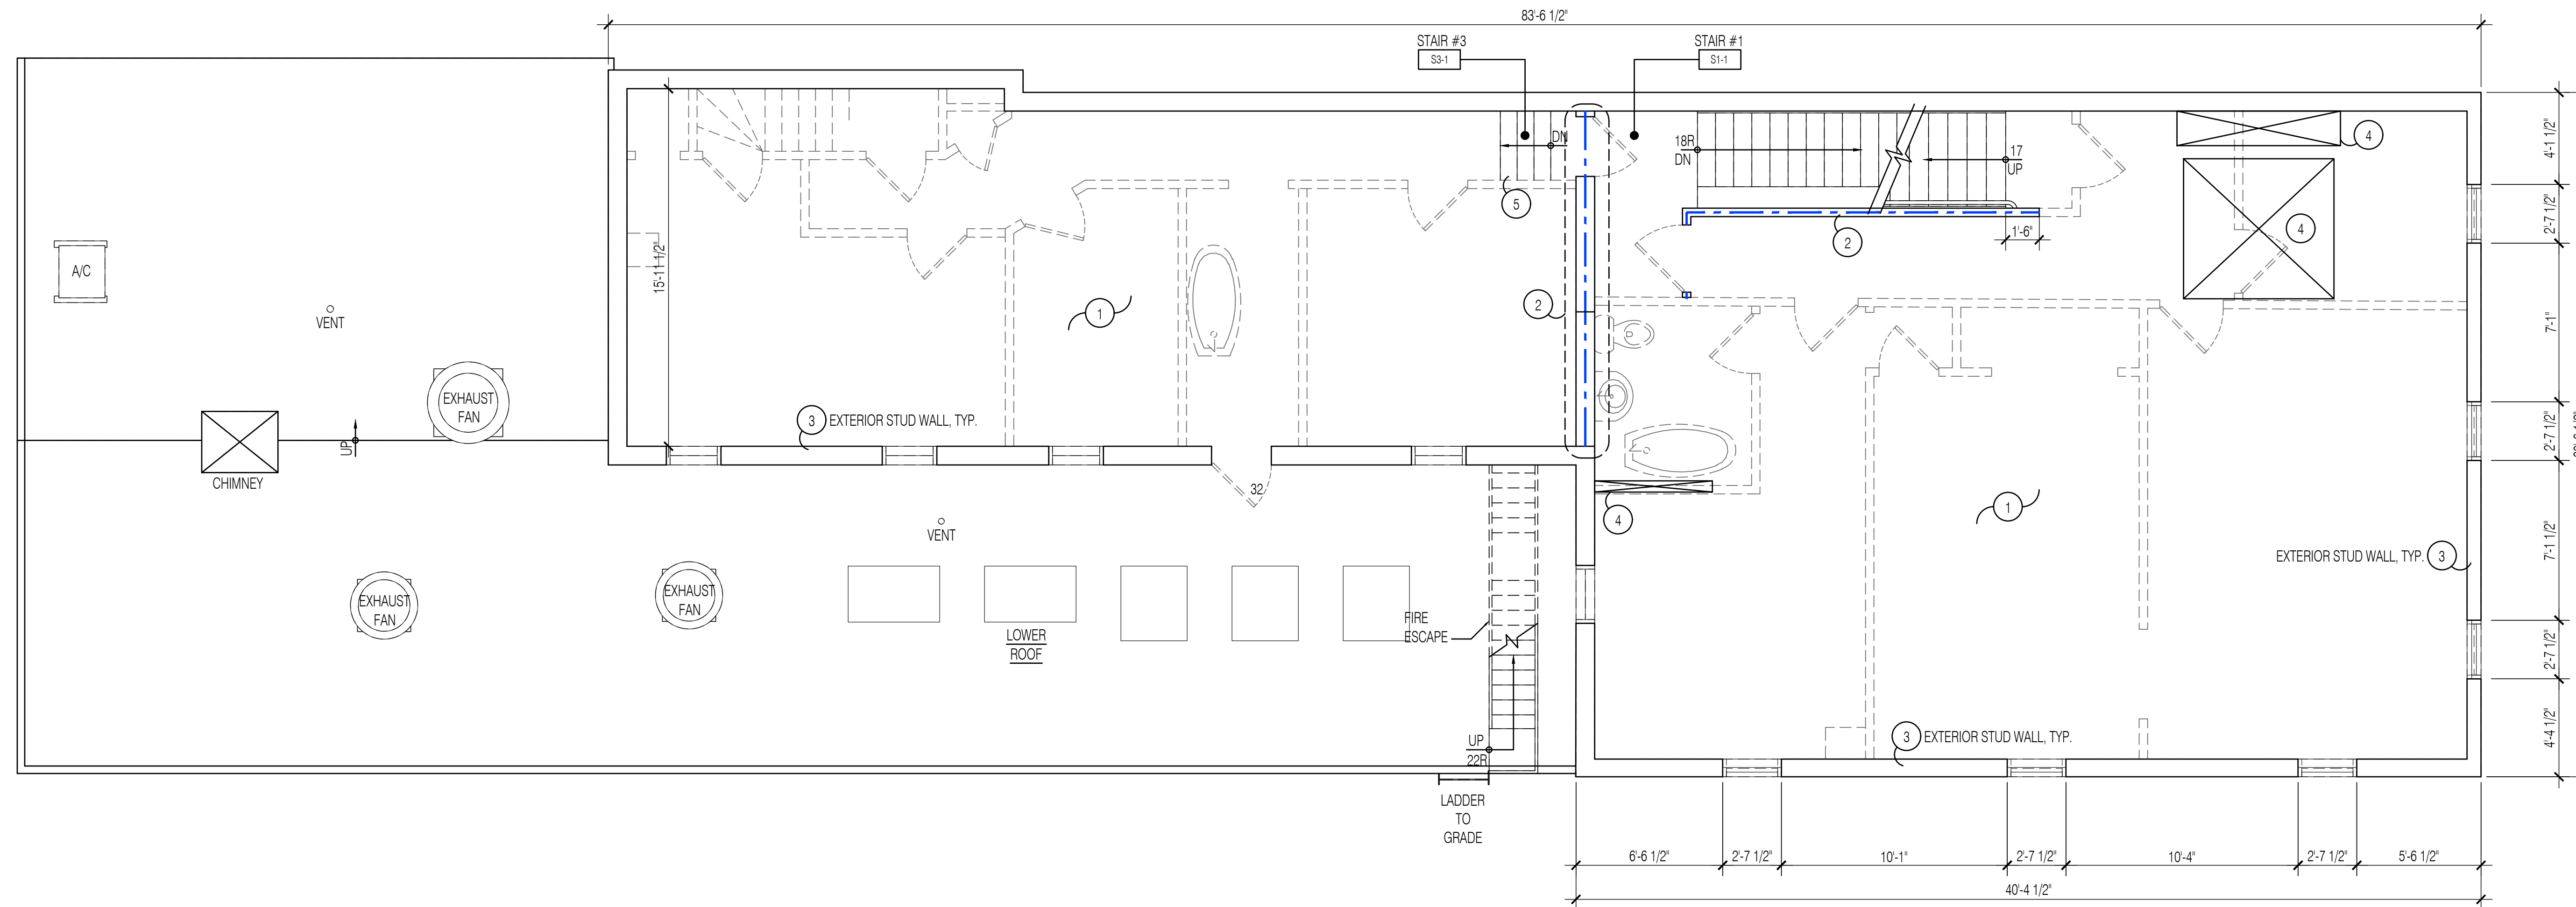 83'-6 1/2"
STAIR #3
S3-1
STAIR #1
S1-1
4'-1 1/2"
DN
18R
DN
17
UP
4
5
2
1'-6"
4
2'-7 1/2"
A/C
15'-11 1/2"
VENT
1
2
7'-1"
EXHAUST
FAN
3
EXTERIOR STUD WALL, TYP.
UP
2'-7 1/2"
CHIMNEY
32
4
1
VENT
7'-1 1/2"
EXTERIOR STUD WALL, TYP.
3
EXHAUST
FAN
EXHAUST
FAN
LOWER
ROOF
FIRE
ESCAPE
2'-7 1/2"
UP
22R
3
EXTERIOR STUD WALL, TYP.
4'-4 1/2"
LADDER
TO
GRADE
6'-6 1/2"
2'-7 1/2"
10'-1"
2'-7 1/2"
10'-4"
2'-7 1/2"
5'-6 1/2"
40'-4 1/2"